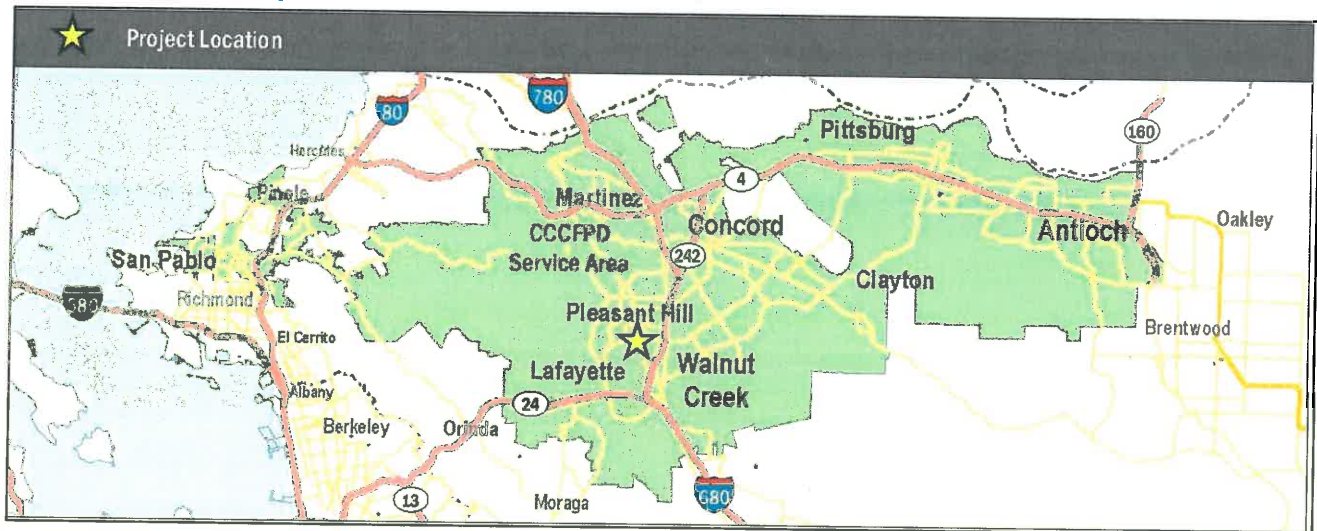 Project Location
80
780
160
Hercules
Pittsburg
Pinole
4
Martinez
Oakley
CCCFPD
Service Area
Concord
Antioch
San Pablo
242
Clayton
Richmond
Pleasant Hill
Brentwood
El Cerrito
Lafayette
Walnut
Creek
Albany
24
Berkeley
Orinda
13
Moraga
680